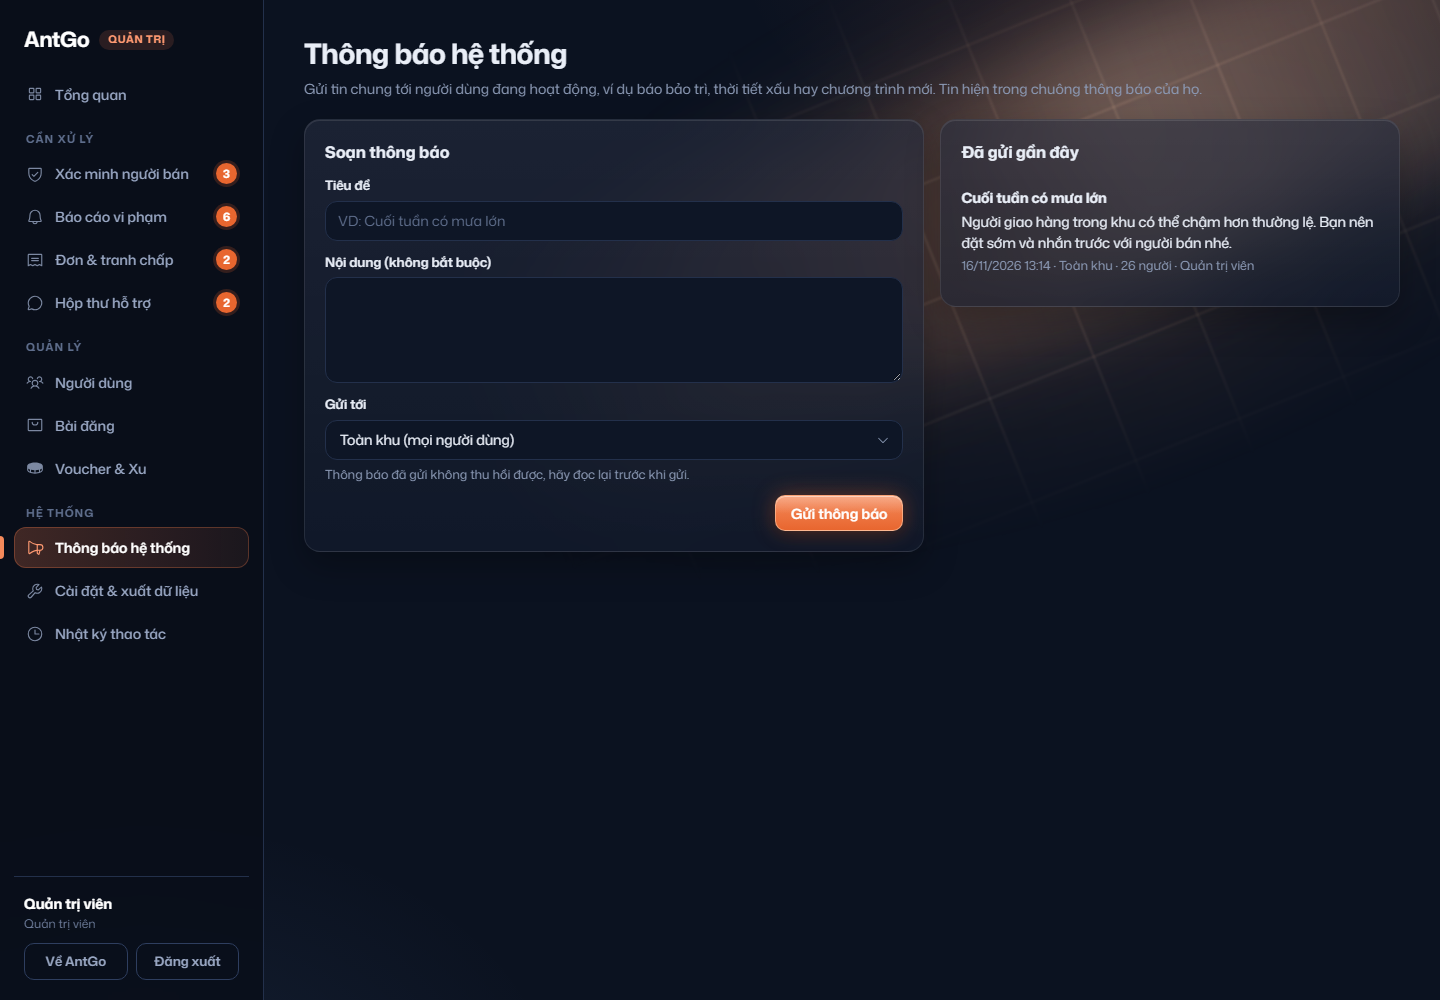 AntGo QUẢN TRỊ
Tổng quan
CẦN XỬ LÝ
Xác minh người bán 3
Báo cáo vi phạm 6
Đơn & tranh chấp 2
Hộp thư hỗ trợ 2
QUẢN LÝ
Người dùng
Bài đăng
Voucher & Xu
HỆ THỐNG
Thông báo hệ thống
Cài đặt & xuất dữ liệu
Nhật ký thao tác
Quản trị viên
Quản trị viên
Về AntGo
Đăng xuất
Thông báo hệ thống
Gửi tin chung tới người dùng đang hoạt động, ví dụ báo bảo trì, thời tiết xấu hay chương trình mới. Tin hiện trong chuông thông báo của họ.
Soạn thông báo
Tiêu đề
VD: Cuối tuần có mưa lớn
Nội dung (không bắt buộc)
Gửi tới
Toàn khu (mọi người dùng)
Thông báo đã gửi không thu hồi được, hãy đọc lại trước khi gửi.
Gửi thông báo
Đã gửi gần đây
Cuối tuần có mưa lớn
Người giao hàng trong khu có thể chậm hơn thường lệ. Bạn nên
đặt sớm và nhắn trước với người bán nhé.
16/11/2026 13:14 · Toàn khu · 26 người · Quản trị viên